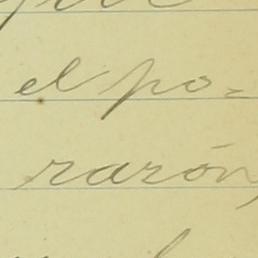 el po-
razón,